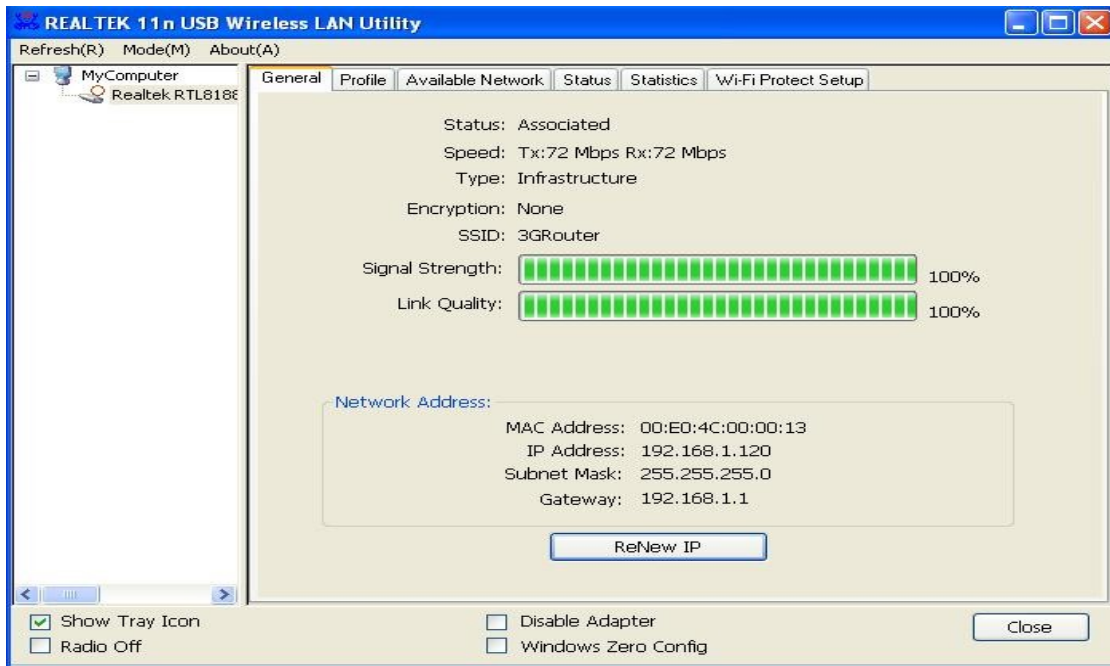 REALTEK 11n USB Wireless LAN Utility
Refresh(R) Mode(M) About(A)
MyComputer
Realtek RTL8188
General Profile Available Network Status Statistics Wi-Fi Protect Setup
Status: Associated
Speed: Tx:72 Mbps Rx:72 Mbps
Type: Infrastructure
Encryption: None
SSID: 3GRouter
Signal Strength: 100%
Link Quality: 100%
Network Address:
MAC Address: 00:E0:4C:00:00:13
IP Address: 192.168.1.120
Subnet Mask: 255.255.255.0
Gateway: 192.168.1.1
ReNew IP
Show Tray Icon
Radio Off
Disable Adapter
Windows Zero Config
Close